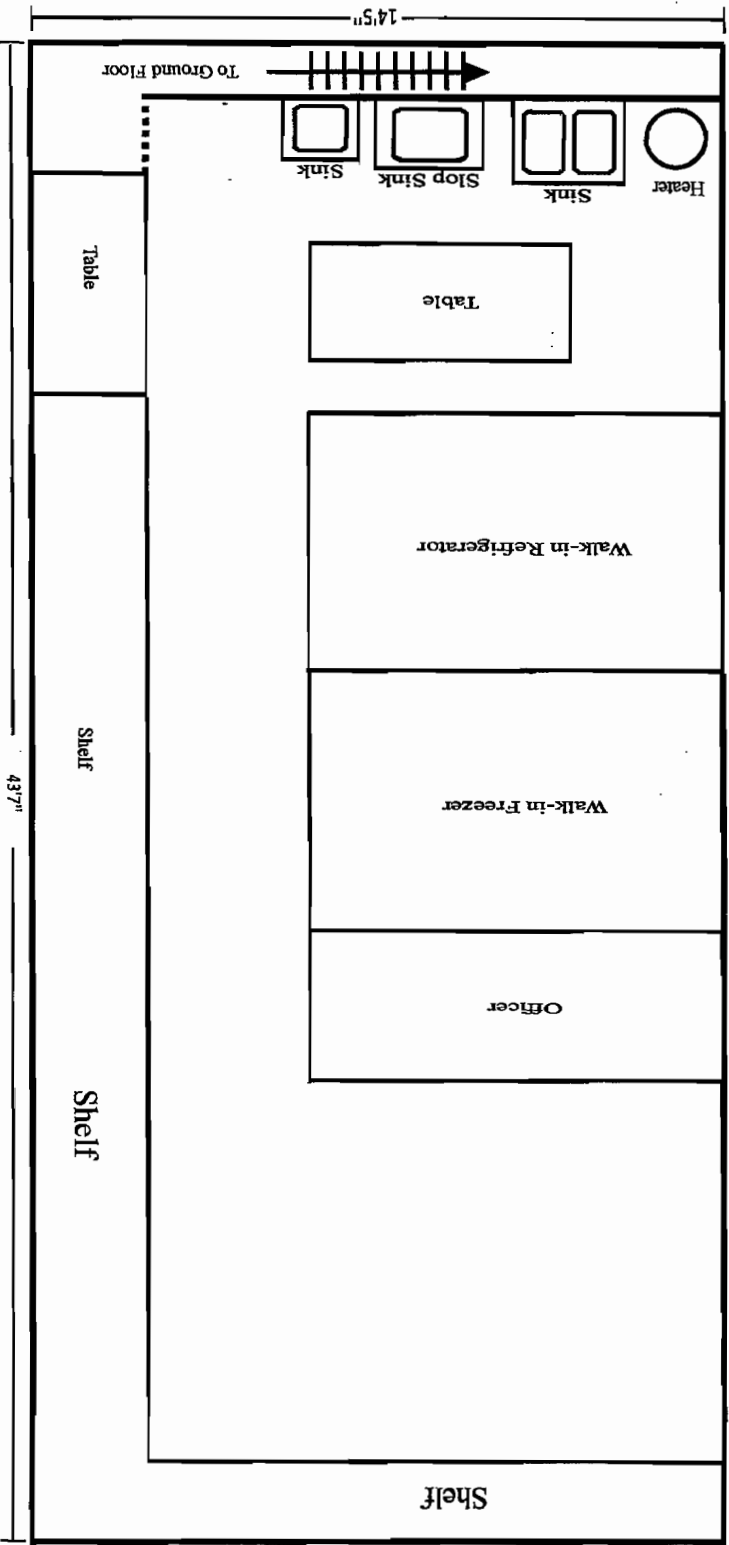 14'5"
To Ground Floor
Sink
Slop Sink
Sink
Heater
Table
Table
Walk-in Refrigerator
Shelf
43'7"
Walk-in Freezer
Officer
Shelf
Shelf